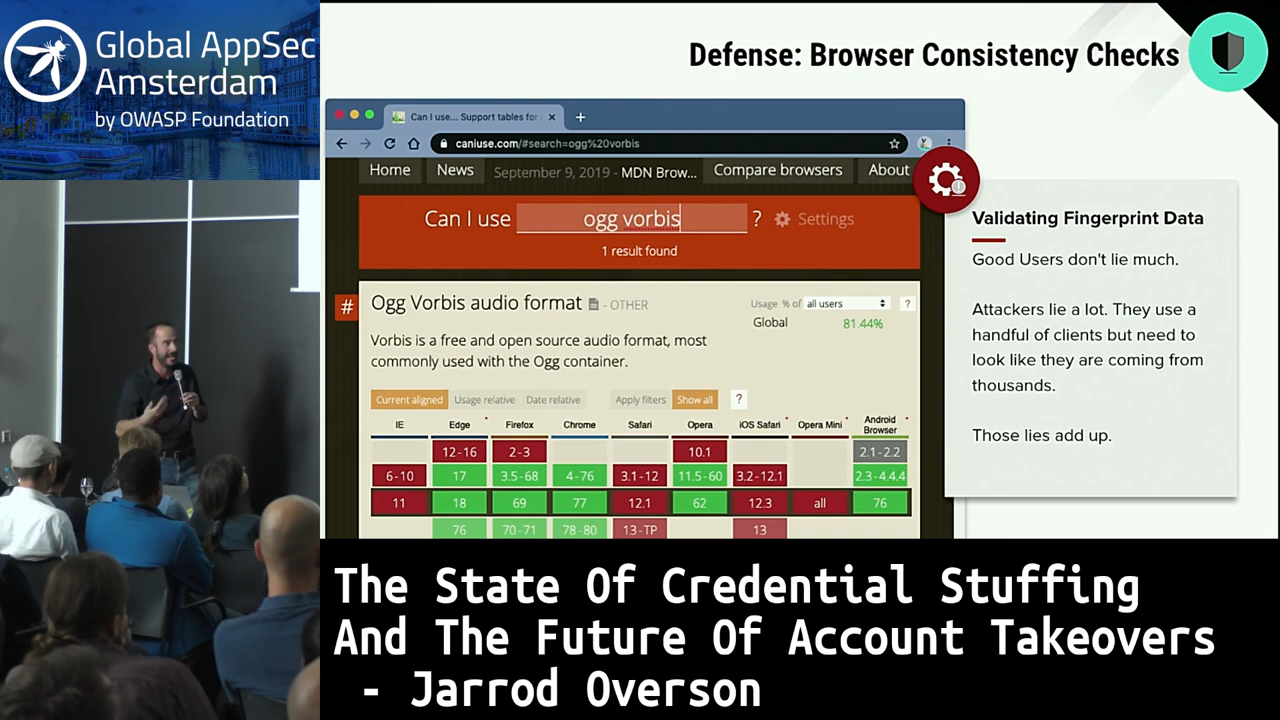 Global AppSec
Amsterdam
by OWASP Foundation
Defense: Browser Consistency Checks
Can I use... Support tables for
caniuse.com/#search=ogg%20vorbis
Home News September 9, 2019 - MDN Brow... Compare browsers About
Can I use ogg vorbis ? Settings
1 result found
# Ogg Vorbis audio format - OTHER
Usage % of all users ?
Global 81.44%
Vorbis is a free and open source audio format, most
commonly used with the Ogg container.
Current aligned Usage relative Date relative Apply filters Show all ?
IE Edge Firefox Chrome Safari Opera iOS Safari Opera Mini Android Browser
12-16 2-3 10.1 2.1-2.2
6-10 17 3.5-68 4-76 3.1-12 11.5-60 3.2-12.1 2.3-4.4.4
11 18 69 77 12.1 62 12.3 all 76
76 70-71 78-80 13-TP 13
Validating Fingerprint Data
Good Users don't lie much.
Attackers lie a lot. They use a
handful of clients but need to
look like they are coming from
thousands.
Those lies add up.
The State Of Credential Stuffing
And The Future Of Account Takeovers
- Jarrod Overson